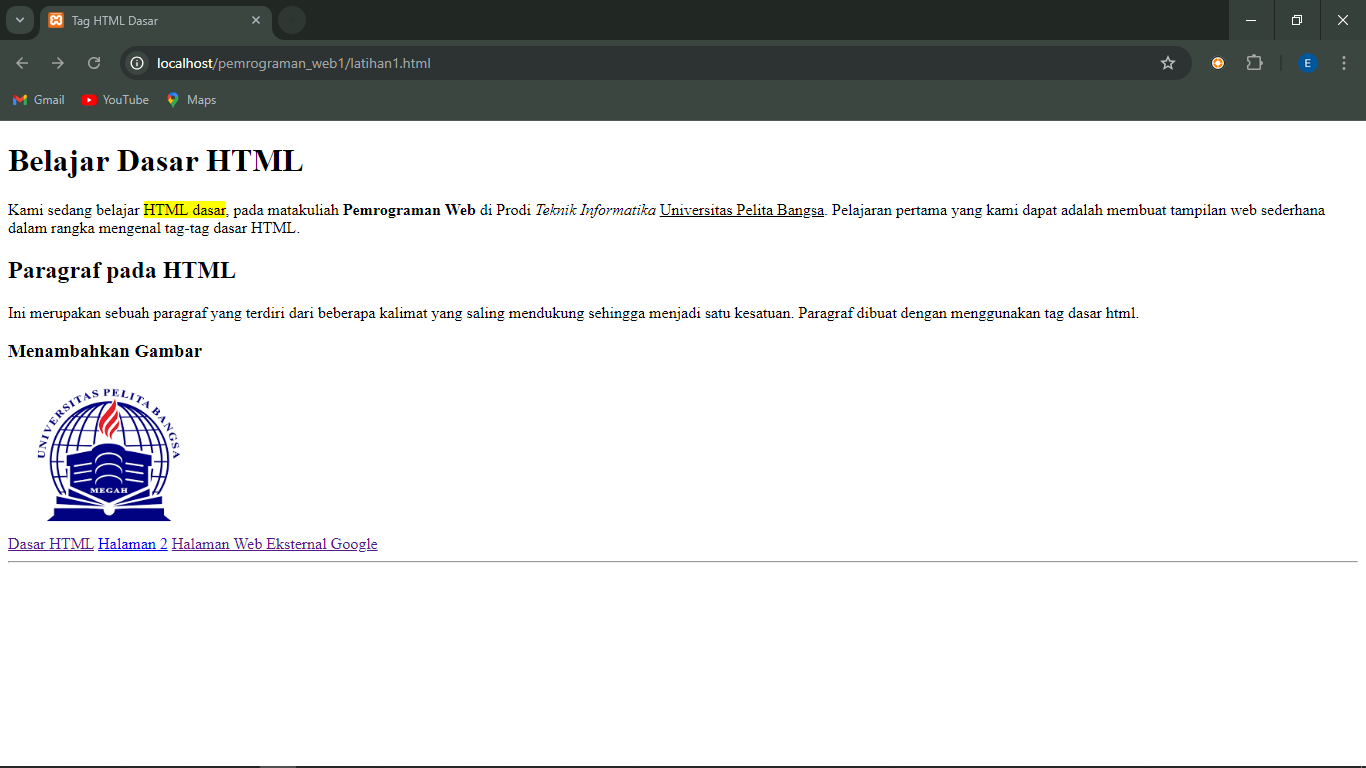 Tag HTML Dasar
localhost/pemrograman_web1/latihan1.html
E
Gmail YouTube Maps
Belajar Dasar HTML
Kami sedang belajar HTML dasar, pada matakuliah Pemrograman Web di Prodi Teknik Informatika Universitas Pelita Bangsa. Pelajaran pertama yang kami dapat adalah membuat tampilan web sederhana
dalam rangka mengenal tag-tag dasar HTML.
Paragraf pada HTML
Ini merupakan sebuah paragraf yang terdiri dari beberapa kalimat yang saling mendukung sehingga menjadi satu kesatuan. Paragraf dibuat dengan menggunakan tag dasar html.
Menambahkan Gambar
UNIVERSITAS PELITA BANGSA
MEGAH
Dasar HTML Halaman 2 Halaman Web Eksternal Google